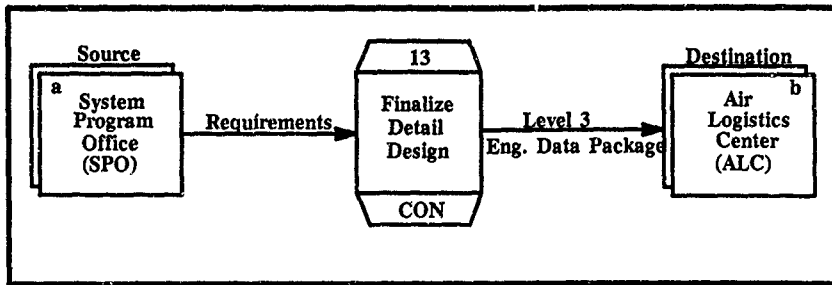 Source
a
System
Program
Office
(SPO)
Requirements
13
Finalize
Detail
Design
CON
Level 3
Eng. Data Package
Destination
b
Air
Logistics
Center
(ALC)